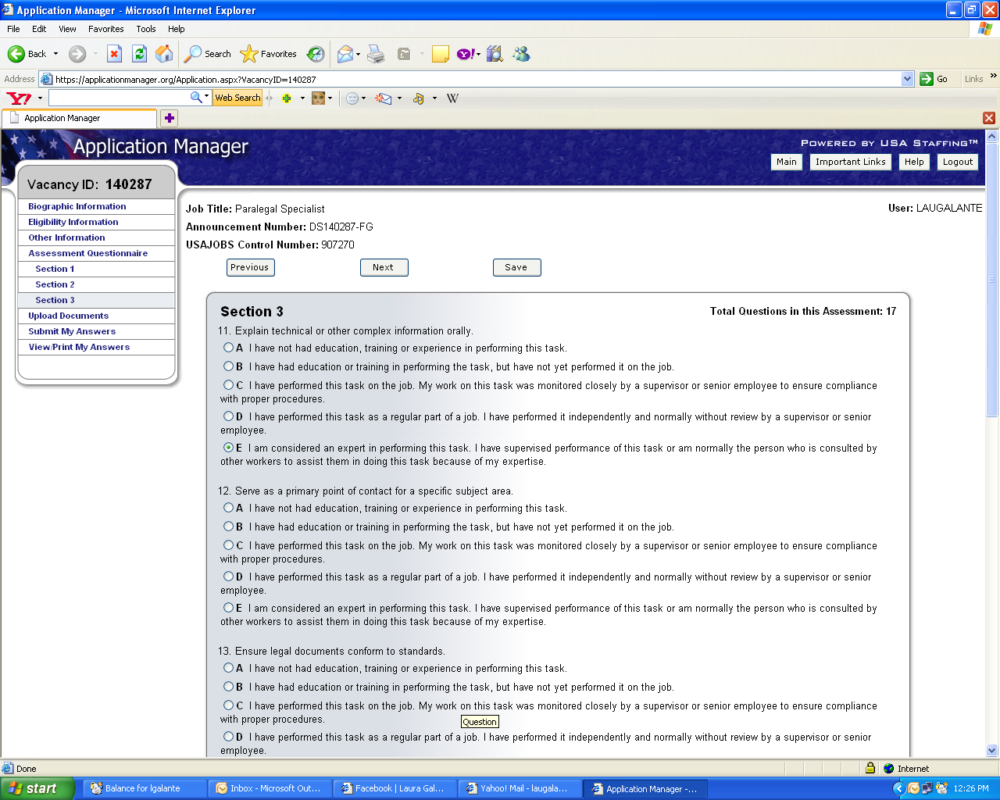 Application Manager - Microsoft Internet Explorer
File Edit View Favorites Tools Help
Back Search Favorites
Address https://applicationmanager.org/Application.aspx?VacancyID=140287 Go Links »
Y! Web Search W
Application Manager
Application Manager
POWERED BY USA STAFFING™
Main Important Links Help Logout
Vacancy ID: 140287
Biographic Information
Eligibility Information
Other Information
Assessment Questionnaire
Section 1
Section 2
Section 3
Upload Documents
Submit My Answers
View/Print My Answers
Job Title: Paralegal Specialist
User: LAUGALANTE
Announcement Number: DS140287-FG
USAJOBS Control Number: 907270
Previous Next Save
Section 3
Total Questions in this Assessment: 17
11. Explain technical or other complex information orally.
A I have not had education, training or experience in performing this task.
B I have had education or training in performing the task, but have not yet performed it on the job.
C I have performed this task on the job. My work on this task was monitored closely by a supervisor or senior employee to ensure compliance
with proper procedures.
D I have performed this task as a regular part of a job. I have performed it independently and normally without review by a supervisor or senior
employee.
E I am considered an expert in performing this task. I have supervised performance of this task or am normally the person who is consulted by
other workers to assist them in doing this task because of my expertise.
12. Serve as a primary point of contact for a specific subject area.
A I have not had education, training or experience in performing this task.
B I have had education or training in performing the task, but have not yet performed it on the job.
C I have performed this task on the job. My work on this task was monitored closely by a supervisor or senior employee to ensure compliance
with proper procedures.
D I have performed this task as a regular part of a job. I have performed it independently and normally without review by a supervisor or senior
employee.
E I am considered an expert in performing this task. I have supervised performance of this task or am normally the person who is consulted by
other workers to assist them in doing this task because of my expertise.
13. Ensure legal documents conform to standards.
A I have not had education, training or experience in performing this task.
B I have had education or training in performing the task, but have not yet performed it on the job.
C I have performed this task on the job. My work on this task was monitored closely by a supervisor or senior employee to ensure compliance
with proper procedures.
Question
D I have performed this task as a regular part of a job. I have performed it independently and normally without review by a supervisor or senior
employee.
Done Internet
start Balance for lgalante Inbox - Microsoft Out... Facebook | Laura Gal... Yahoo! Mail - laugala... Application Manager -... 12:26 PM